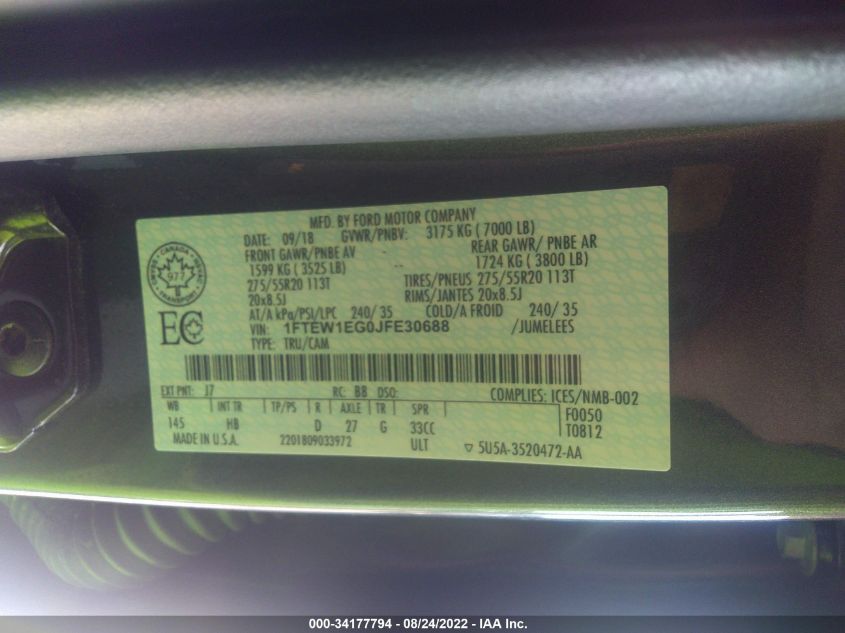 MFD. BY FORD MOTOR COMPANY
DATE: 09/18 GVWR/PNBV: 3175 KG ( 7000 LB)
FRONT GAWR/PNBE AV - REAR GAWR/ PNBE AR
1599 KG ( 3525 LB) -- 1724 KG ( 3800 LB)
275/55R20 113T TIRES/PNEUS 275/55R20 113T
20x8.5J RIMS/JANTES 20x8.5J
AT/A kPa/PSI/LPC 240/ 35 COLD/A FROID 240/ 35
VIN: 1FTEW1EG0JFE30688 /JUMELEES
TYPE: TRU/CAM
CANADA
977
TRANSPORT
EC
EXT PNT: J7 RC: B8 DSO: COMPLIES: ICES/NMB-002
WB INT TR TP/PS R AXLE TR SPR F0050
145 HB D 27 G 33CC T0812
MADE IN U.S.A. 2201809033972 ULT ▽ 5U5A-3520472-AA
000-34177794 - 08/24/2022 - IAA Inc.